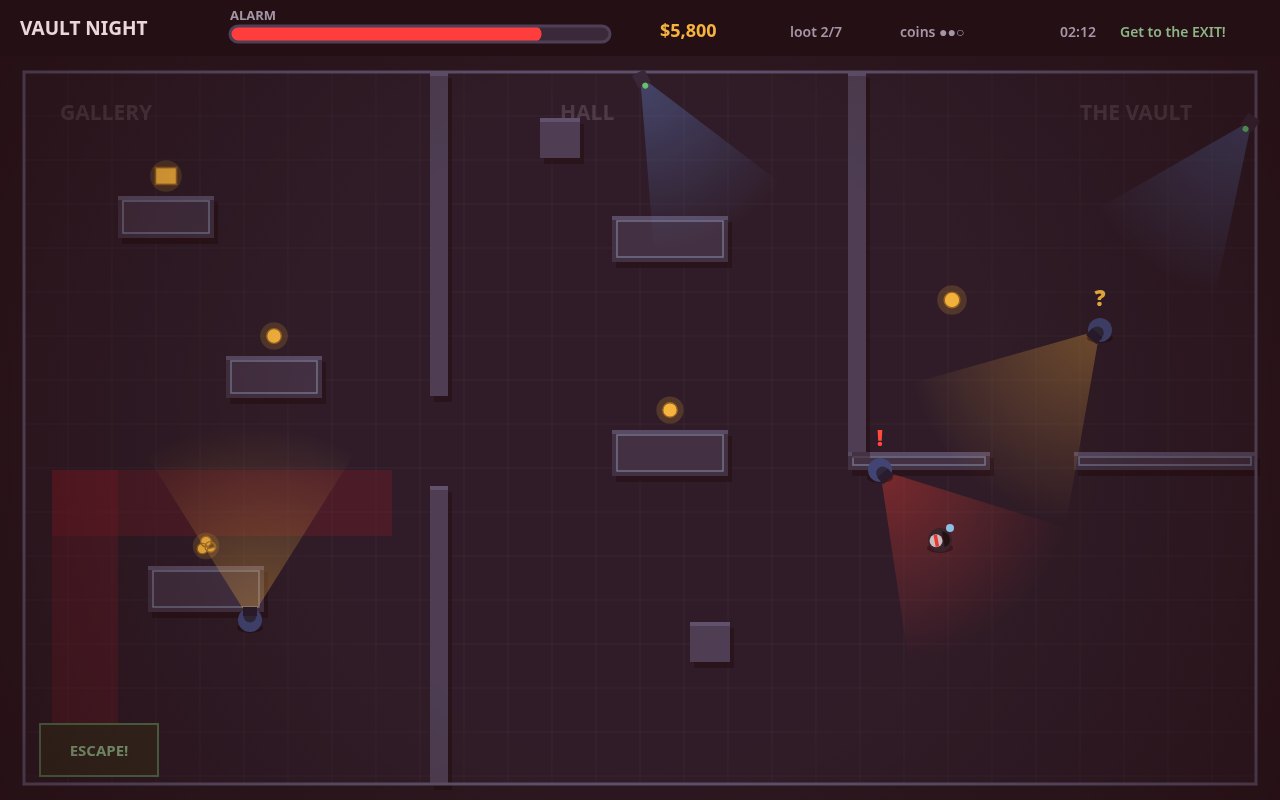 VAULT NIGHT
ALARM
$5,800
loot 2/7
coins ●●○
02:12
Get to the EXIT!
GALLERY
HALL
THE VAULT
?
!
ESCAPE!